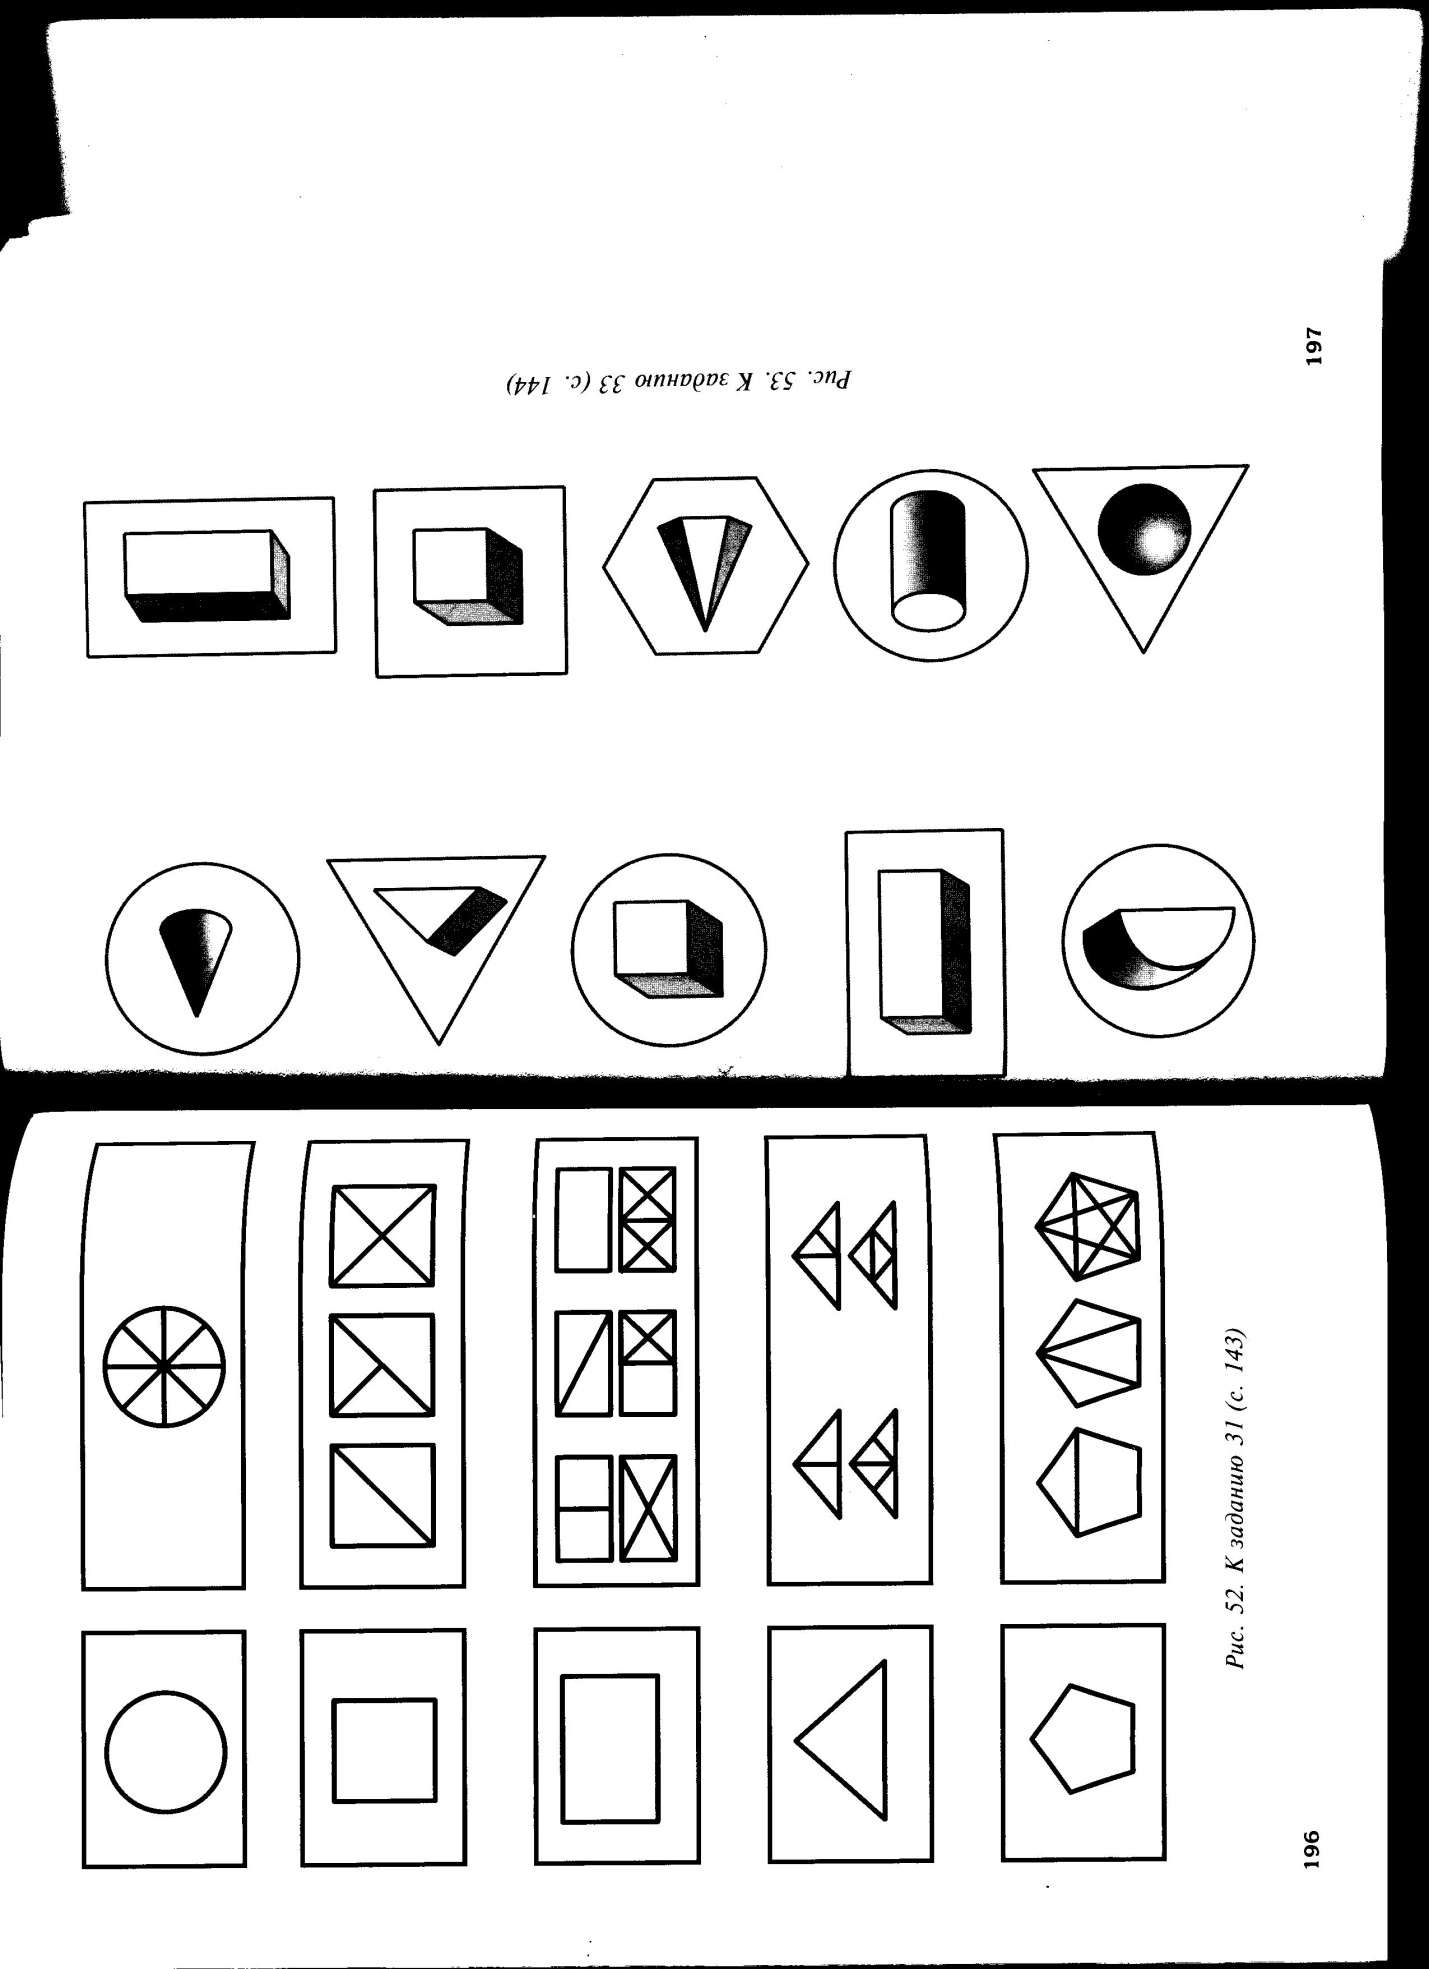 196
Рис. 52. К заданию 31 (с. 143)
Рис. 53. К заданию 33 (с. 144)
197